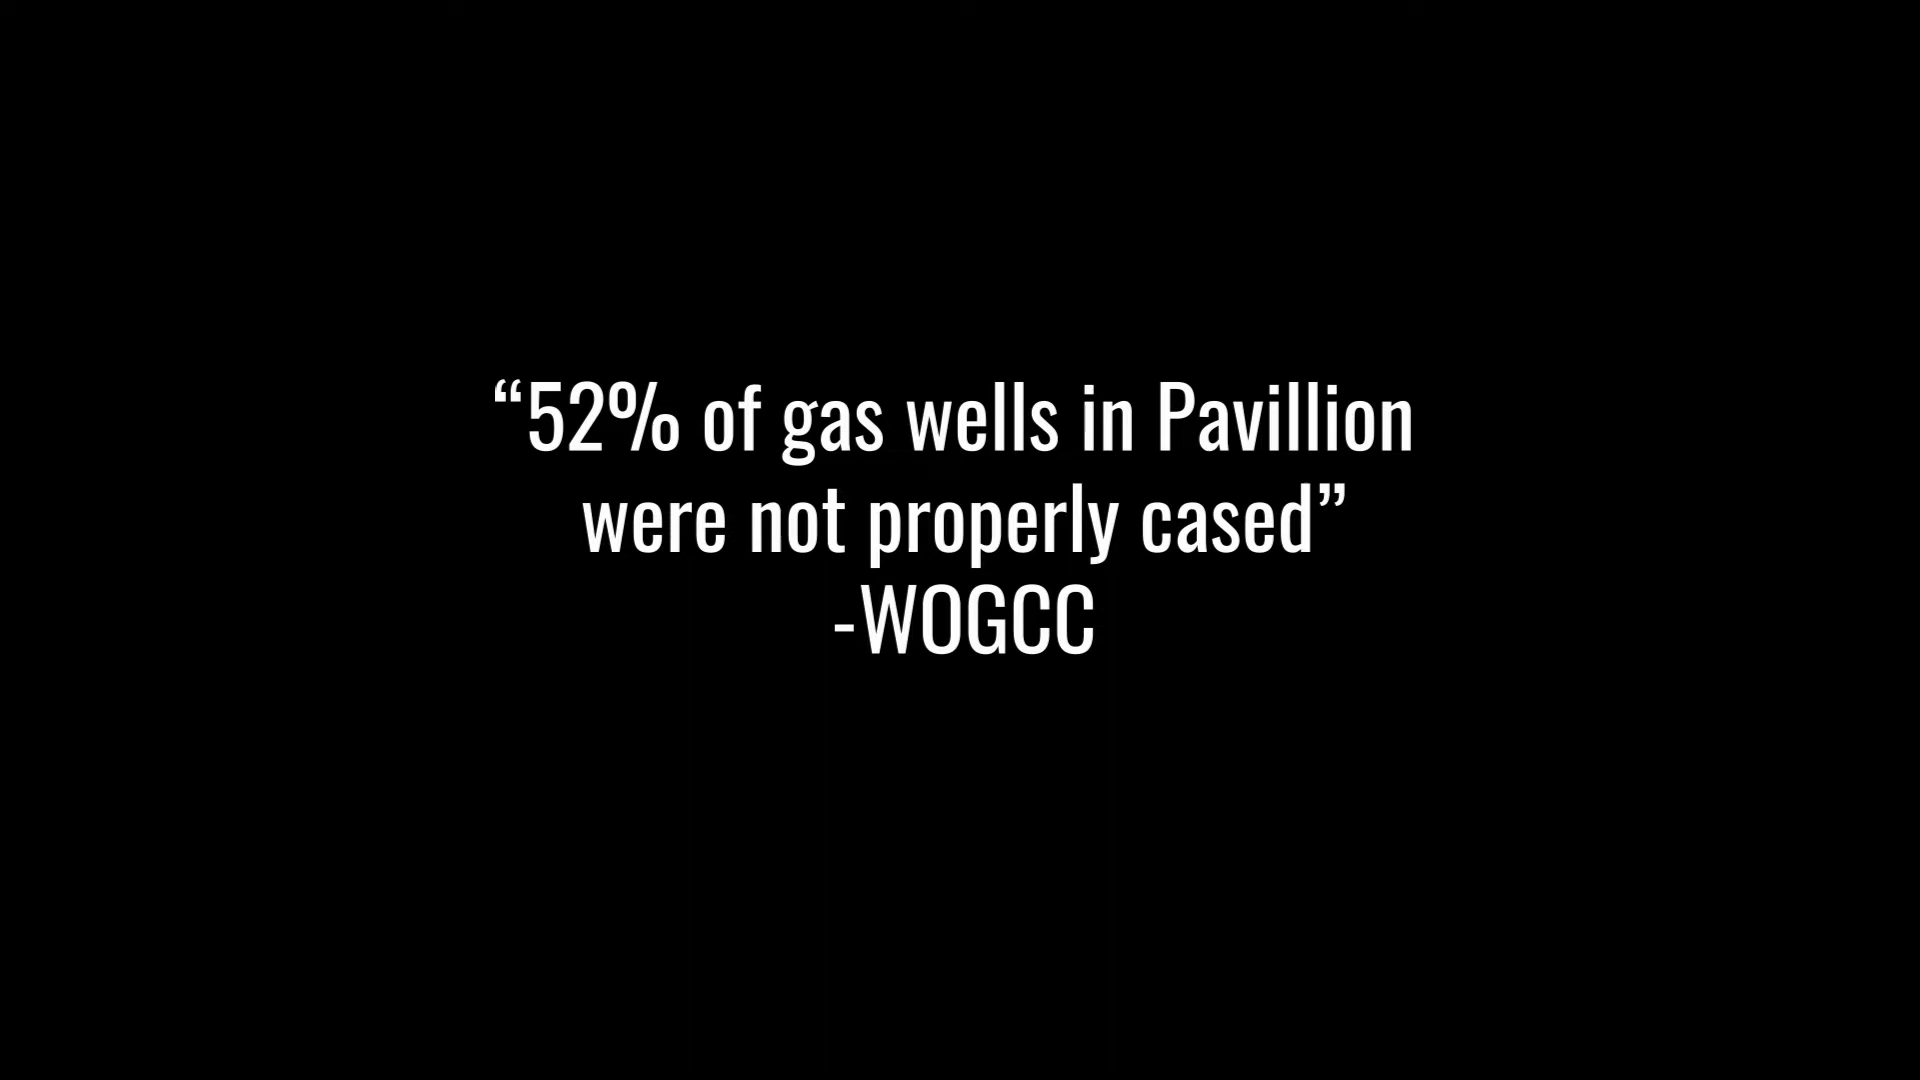 “52% of gas wells in Pavillion
were not properly cased”
-WOGCC